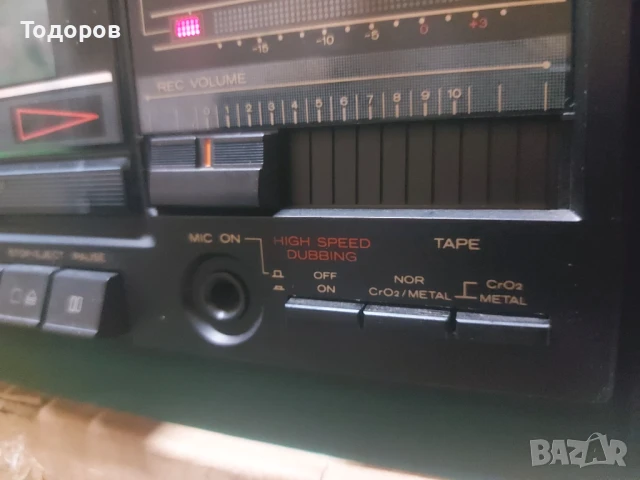 Тодоров
-15 -10 -5 0 +3
REC VOLUME
0 1 2 3 4 5 6 7 8 9 10
MIC ON
HIGH SPEED
DUBBING
TAPE
STOP/EJECT PAUSE
OFF
ON
NOR
CrO2/METAL
CrO2
METAL
BAZAR